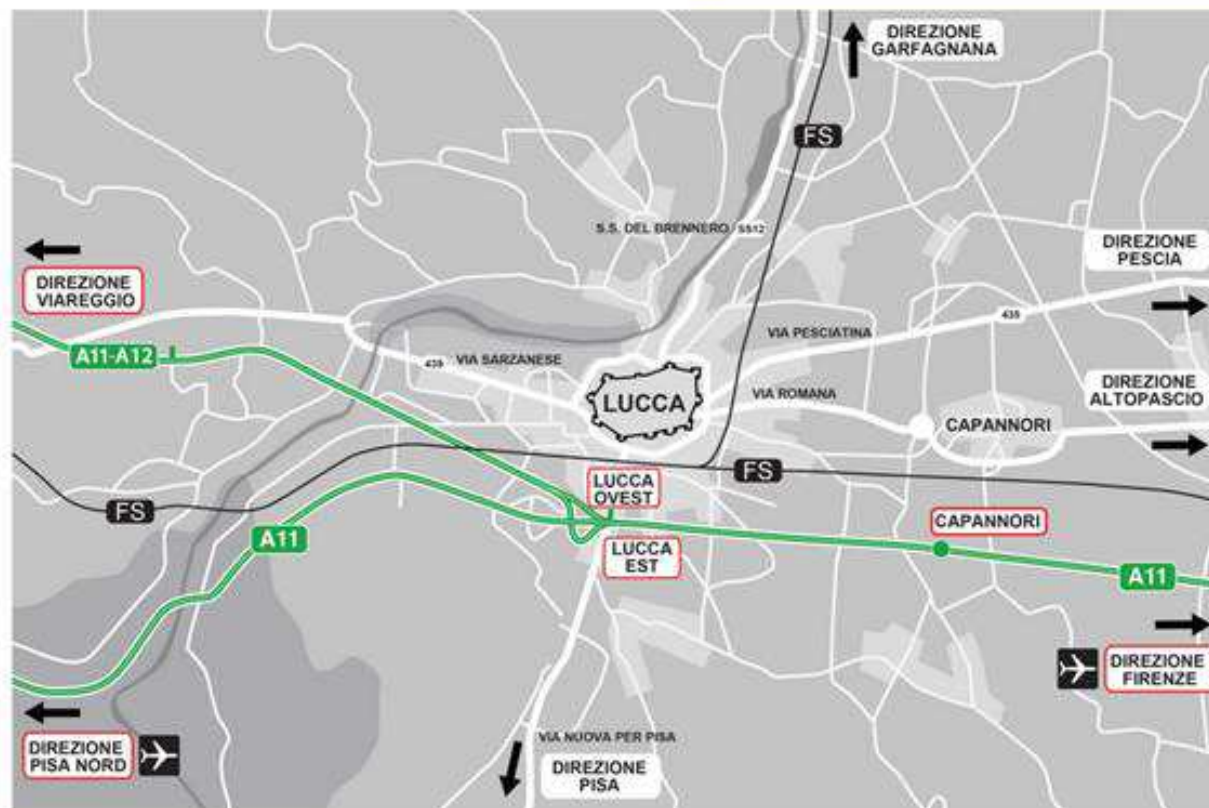 DIREZIONE
GARFAGNANA
FS
S.S. DEL BRENNERO SS12
DIREZIONE
PESCIA
DIREZIONE
VIAREGGIO
435
VIA PESCIATINA
A11-A12
435 VIA SARZANESE
VIA ROMANA
DIREZIONE
ALTOPASCIO
LUCCA
CAPANNORI
FS
LUCCA
OVEST
FS
CAPANNORI
A11
LUCCA
EST
A11
DIREZIONE
FIRENZE
VIA NUOVA PER PISA
DIREZIONE
PISA NORD
DIREZIONE
PISA